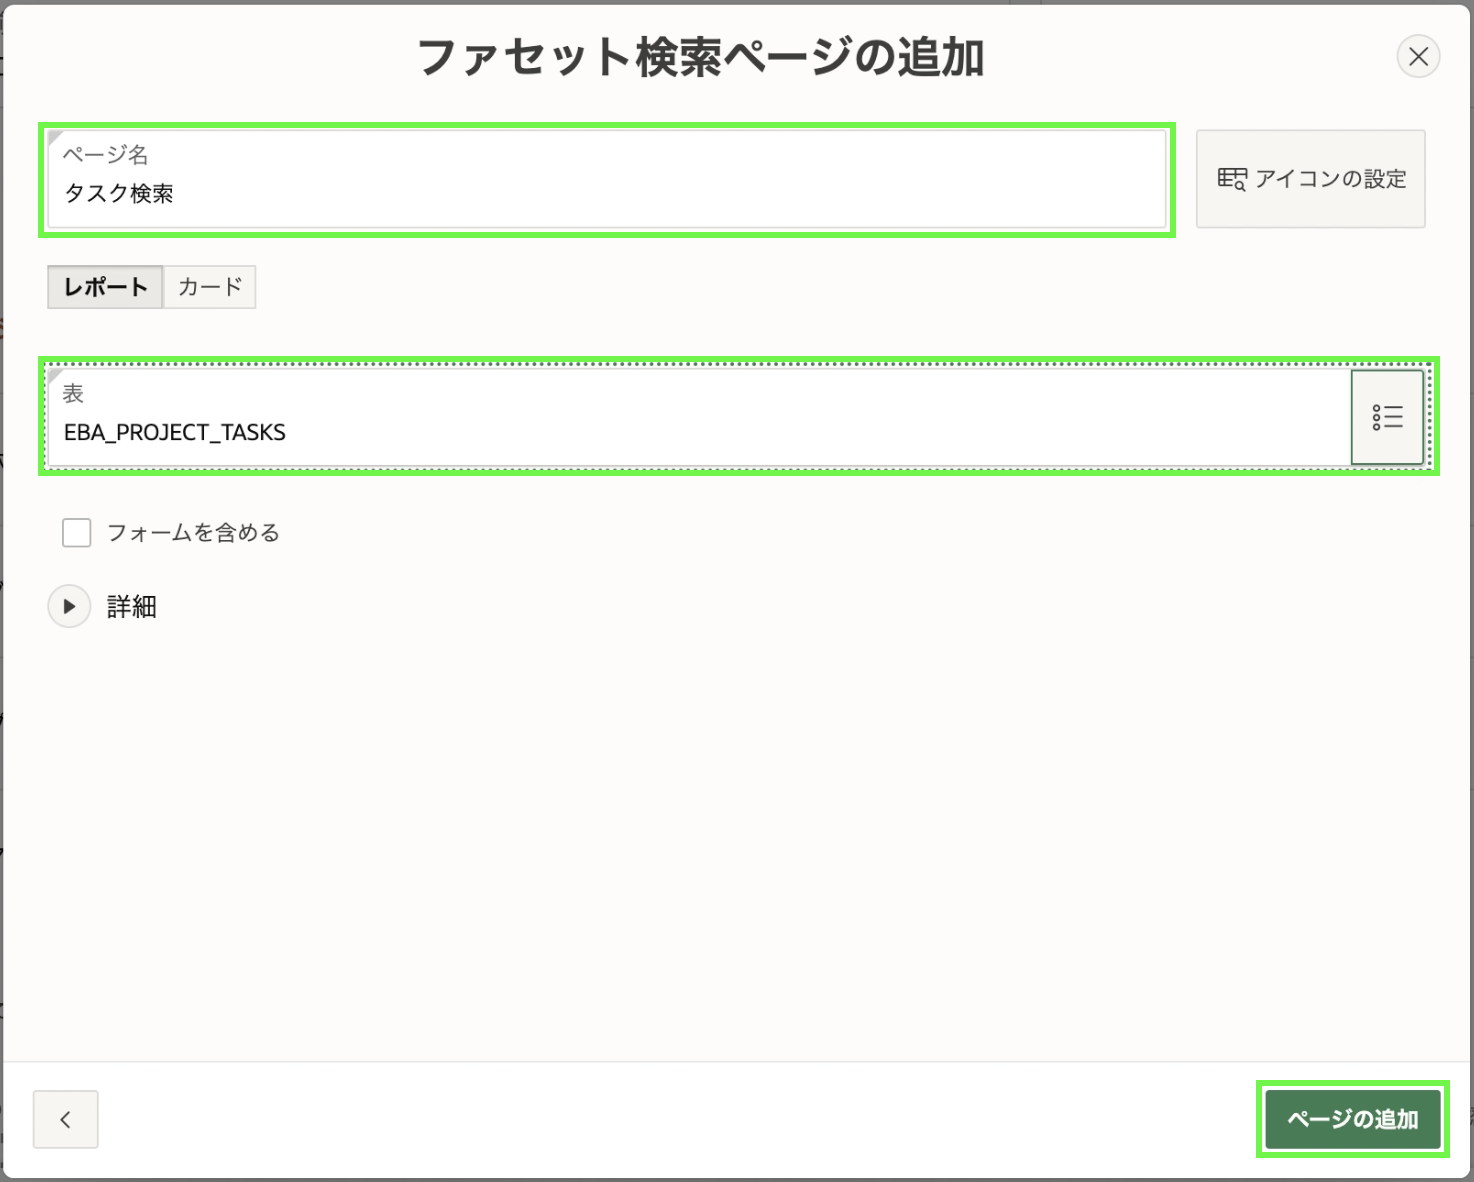 ファセット検索ページの追加
ページ名
タスク検索
アイコンの設定
レポート カード
表
EBA_PROJECT_TASKS
フォームを含める
詳細
ページの追加